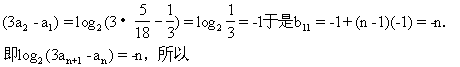 (3a₂ - a₁) = log₂(3• 5/18 - 1/3) = log₂ 1/3 = -1于是b₁₁ = -1+(n -1)(-1) = -n.
即log₂(3aₙ₊₁ -aₙ) = -n，所以